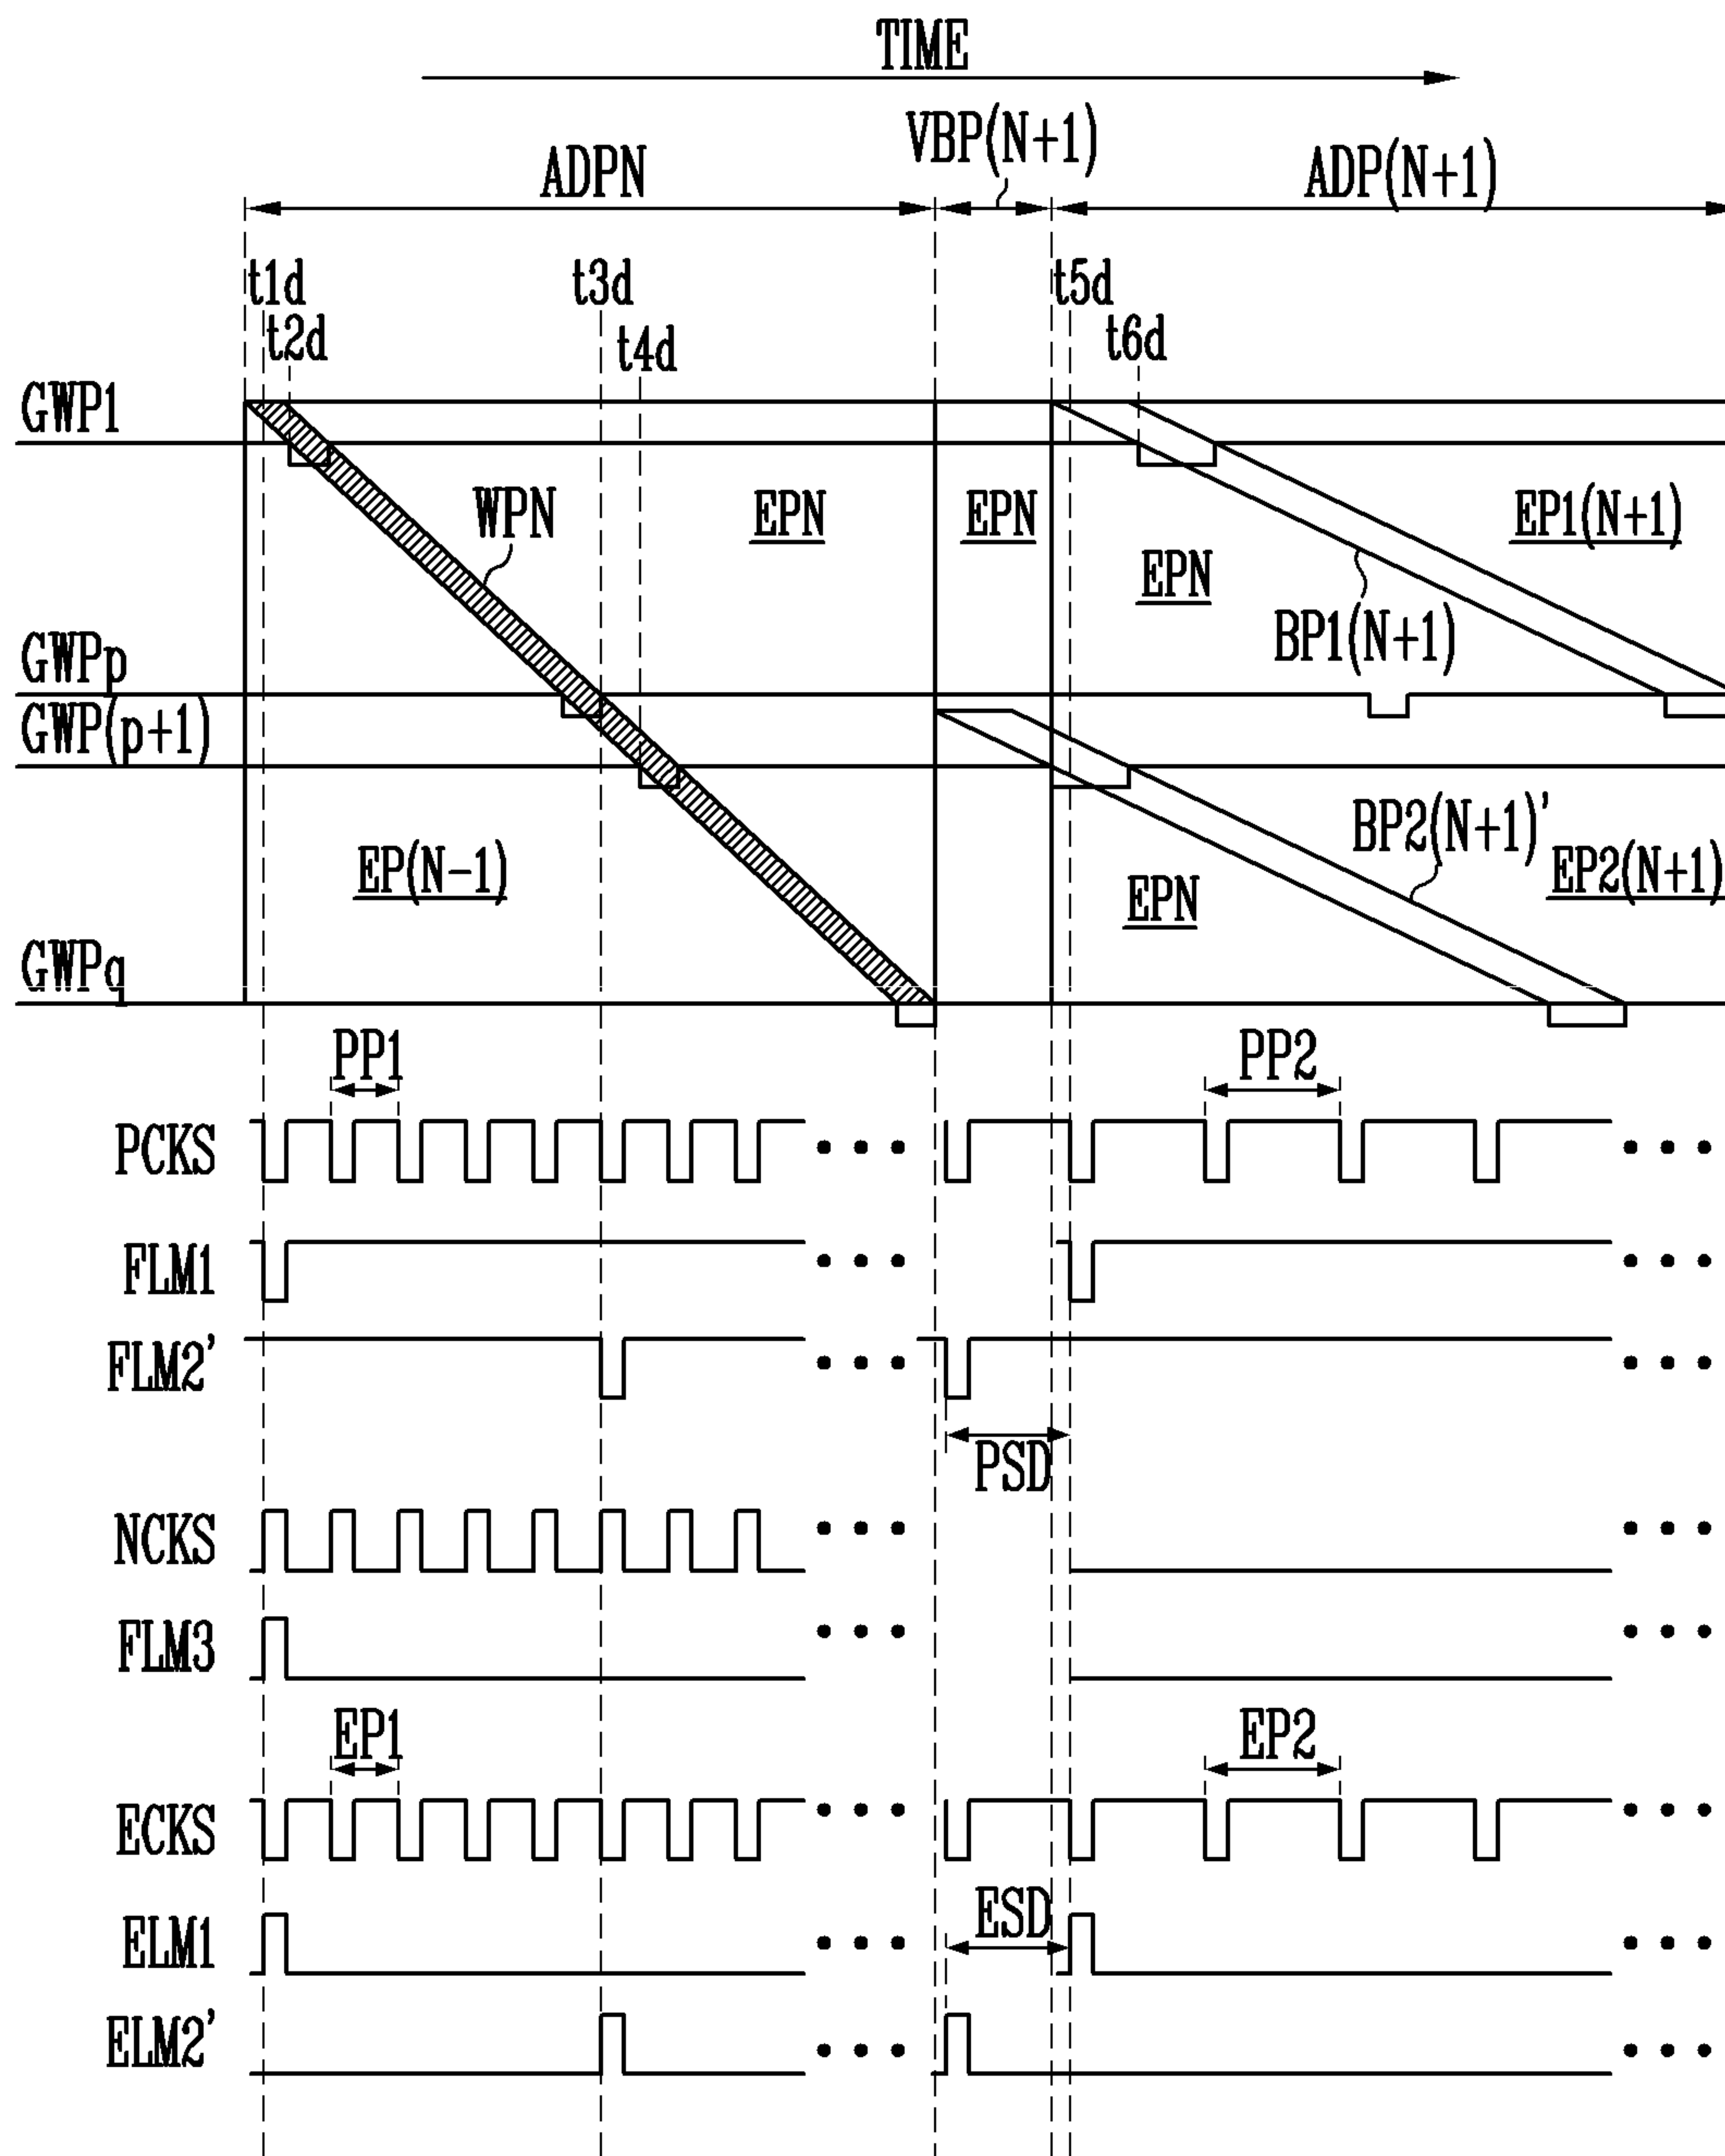 TIME
VBP(N+1)
ADPN
ADP(N+1)
t1d
t3d
t5d
t2d
t4d
t6d
GWP1
WPN
EPN
EPN
EP1(N+1)
EPN
BP1(N+1)
GWPp
GWP(p+1)
BP2(N+1)'
EP(N-1)
EP2(N+1)
EPN
GWPq
PP1
PP2
PCKS
FLM1
FLM2'
PSD
NCKS
FLM3
EP1
EP2
ECKS
ESD
ELM1
ELM2'